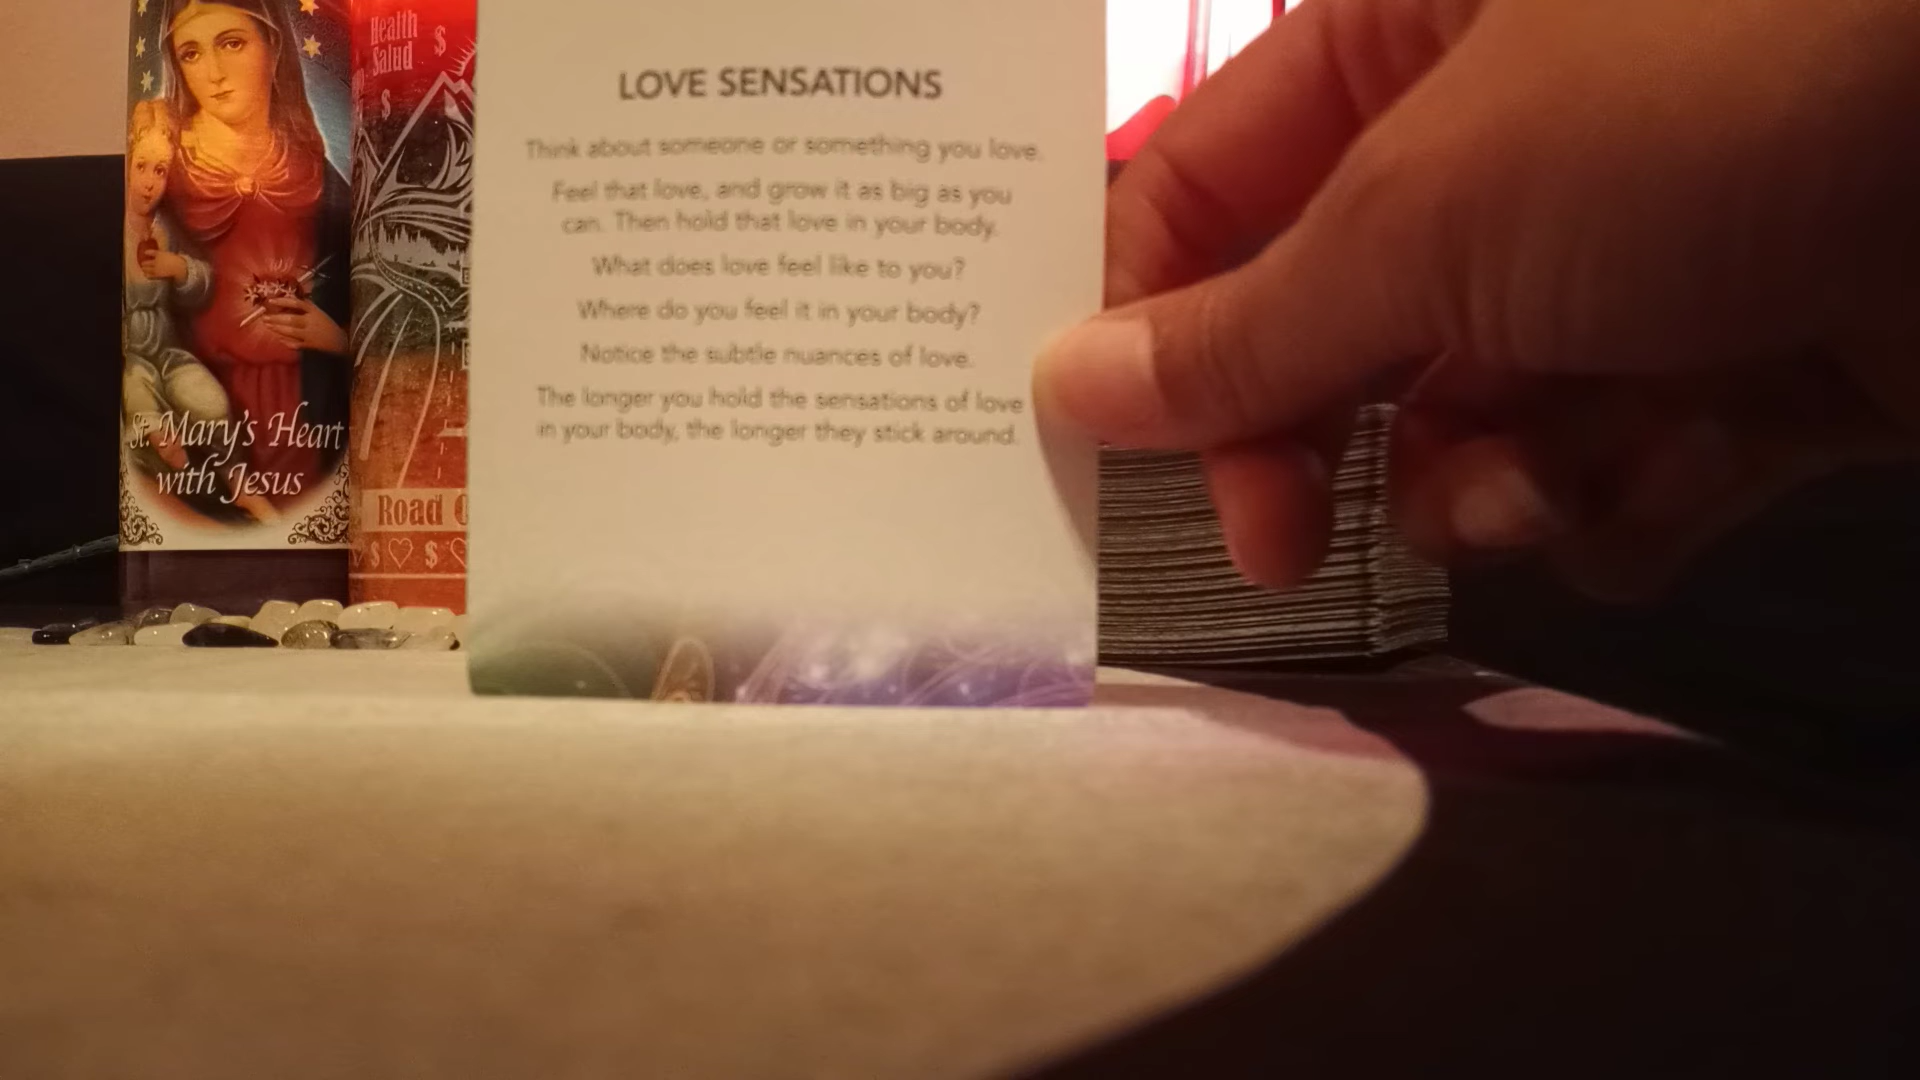 Health
Salud
$
$
LOVE SENSATIONS
Think about someone or something you love.
Feel that love, and grow it as big as you
can. Then hold that love in your body.
What does love feel like to you?
Where do you feel it in your body?
Notice the subtle nuances of love.
The longer you hold the sensations of love
in your body, the longer they stick around.
St. Mary's Heart
with Jesus
Road
$ $